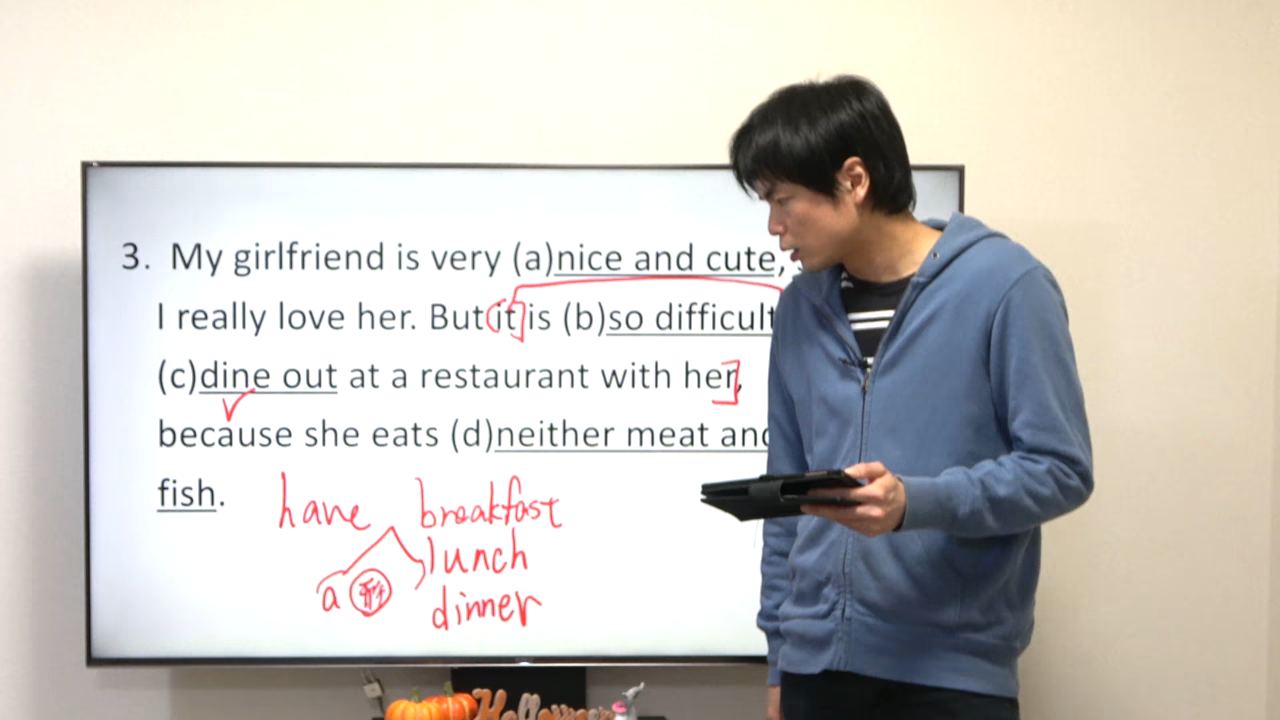 3. My girlfriend is very (a)nice and cute,
I really love her. But it is (b)so difficult
(c)dine out at a restaurant with her,
because she eats (d)neither meat and
fish.
have breakfast
lunch
a 形
dinner
Halloween